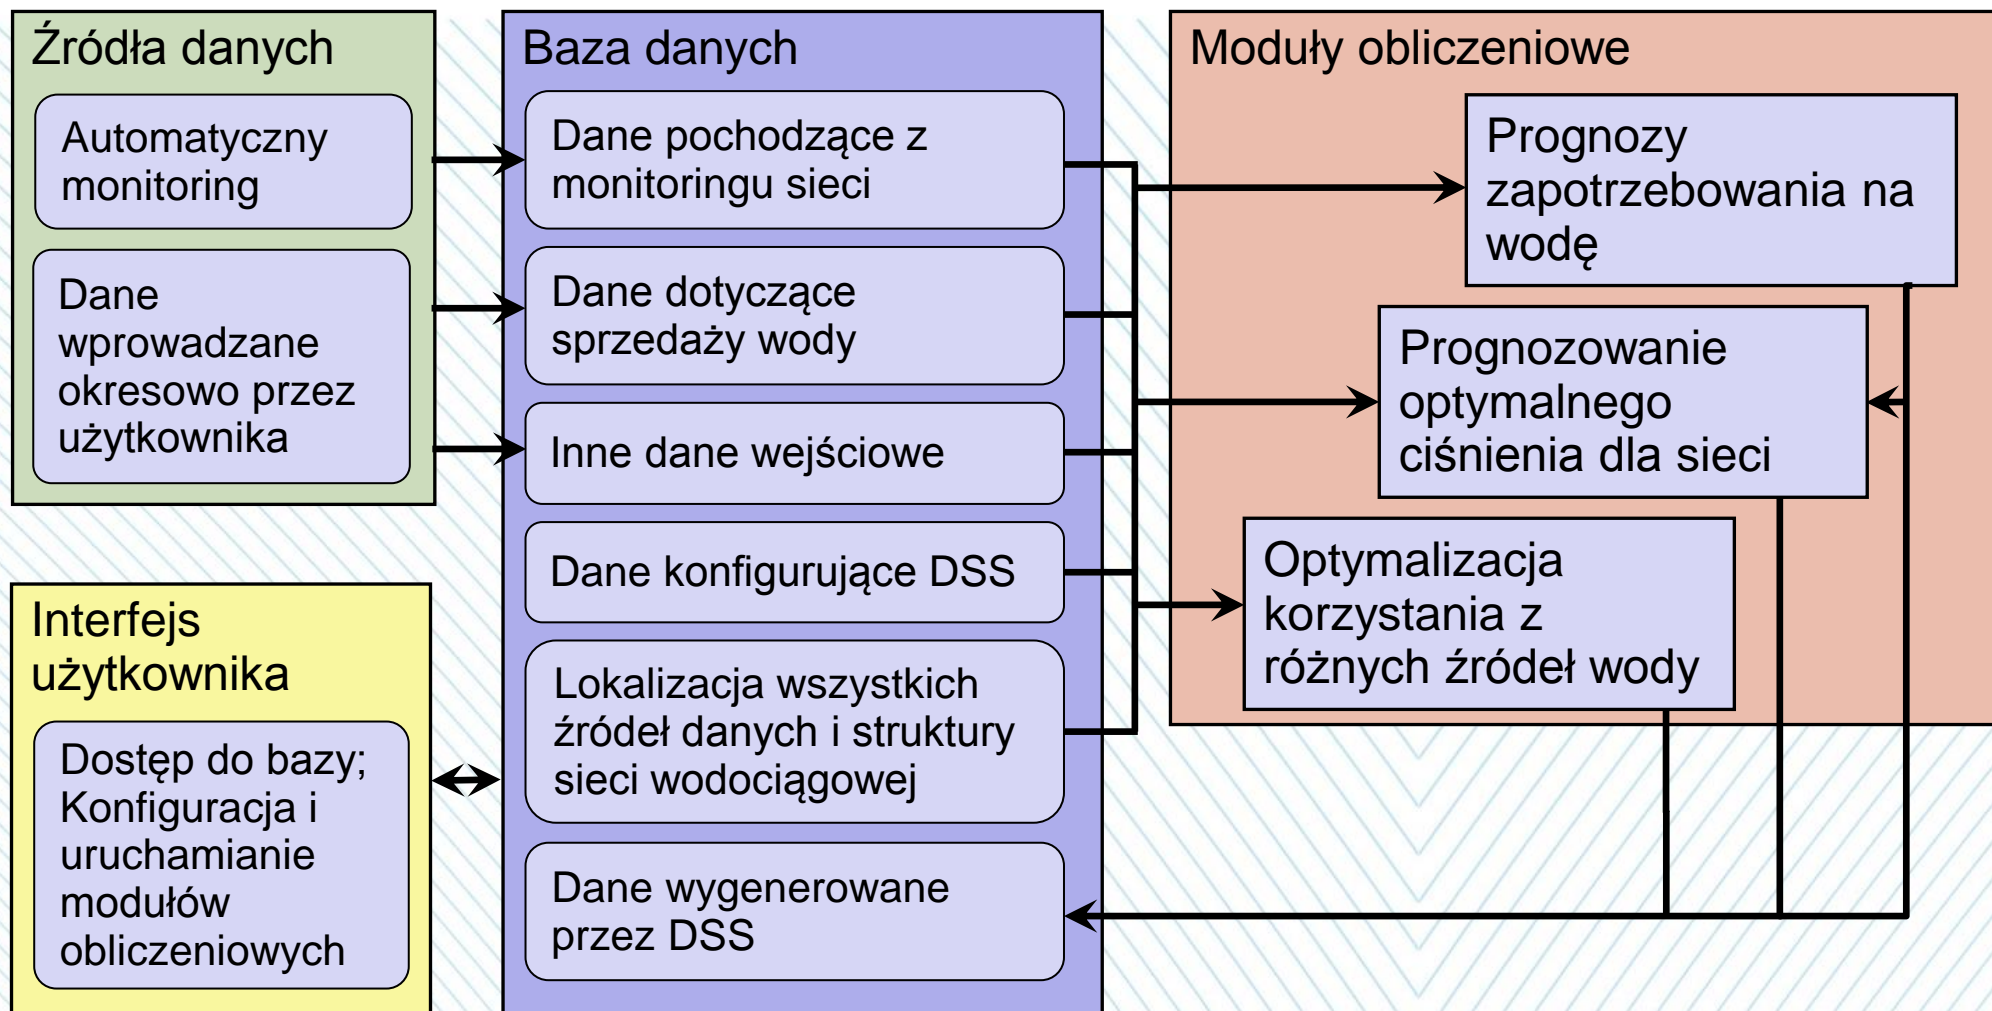 Źródła danych
Automatyczny
monitoring
Dane
wprowadzane
okresowo przez
użytkownika
Interfejs
użytkownika
Dostęp do bazy;
Konfiguracja i
uruchamianie
modułów
obliczeniowych
Baza danych
Dane pochodzące z
monitoringu sieci
Dane dotyczące
sprzedaży wody
Inne dane wejściowe
Dane konfigurujące DSS
Lokalizacja wszystkich
źródeł danych i struktury
sieci wodociągowej
Dane wygenerowane
przez DSS
Moduły obliczeniowe
Prognozy
zapotrzebowania na
wodę
Prognozowanie
optymalnego
ciśnienia dla sieci
Optymalizacja
korzystania z
różnych źródeł wody